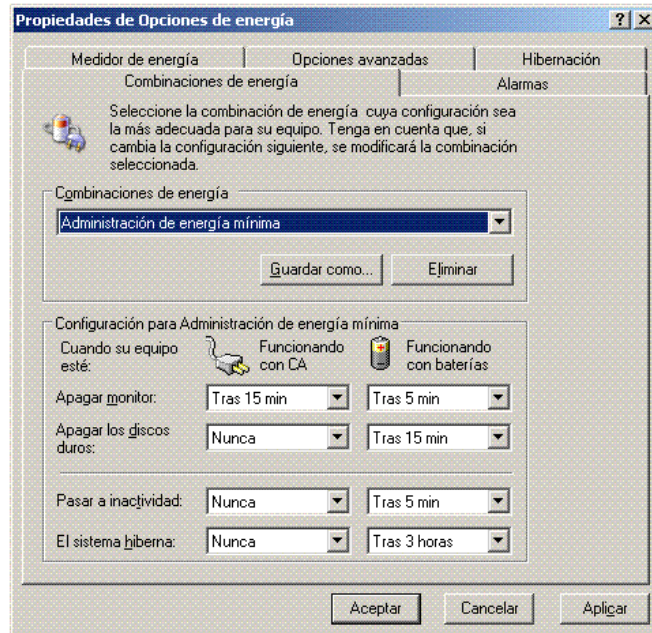 Propiedades de Opciones de energía
Medidor de energía
Opciones avanzadas
Hibernación
Combinaciones de energía
Alarmas
Seleccione la combinación de energía cuya configuración sea
la más adecuada para su equipo. Tenga en cuenta que, si
cambia la configuración siguiente, se modificará la combinación
seleccionada.
Combinaciones de energía
Administración de energía mínima
Guardar como...
Eliminar
Configuración para Administración de energía mínima
Cuando su equipo
esté:
Funcionando
con CA
Funcionando
con baterías
Apagar monitor:
Tras 15 min
Tras 5 min
Apagar los discos
duros:
Nunca
Tras 15 min
Pasar a inactividad:
Nunca
Tras 5 min
El sistema hiberna:
Nunca
Tras 3 horas
Aceptar
Cancelar
Aplicar